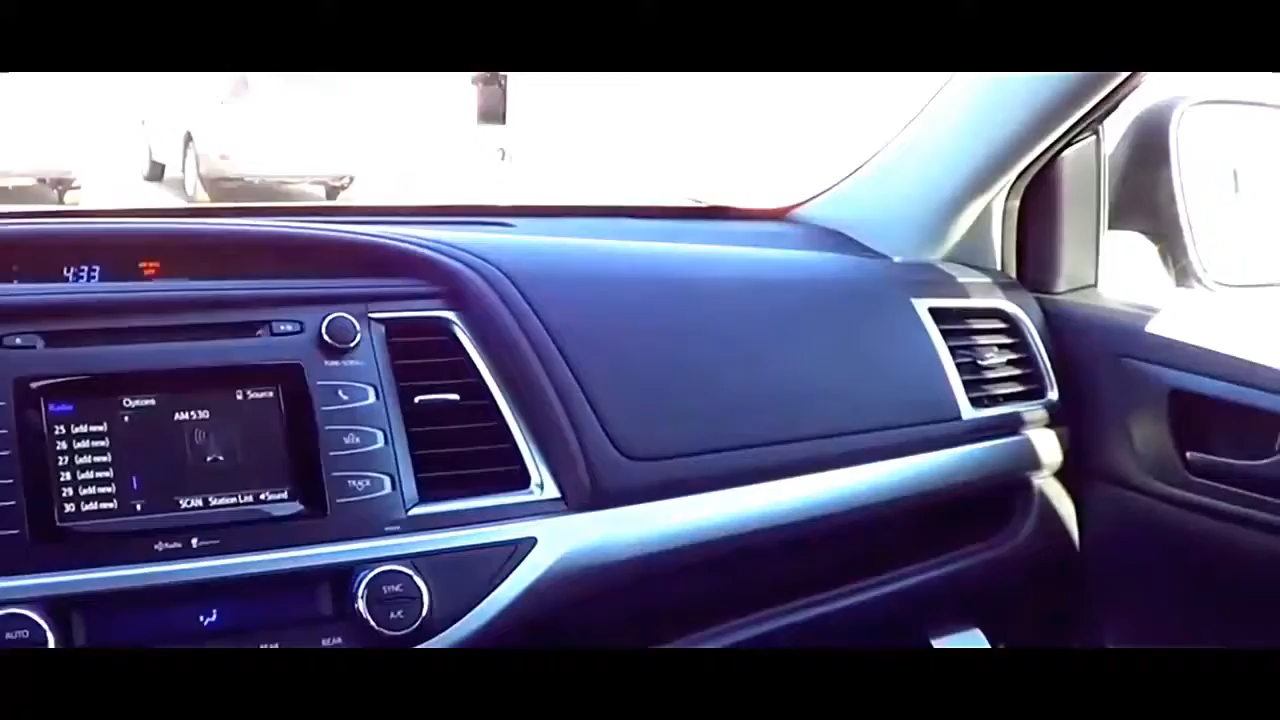 4:33
Radio
Options
Source
AM 530
25 (add new)
26 (add new)
27 (add new)
28 (add new)
29 (add new)
30 (add new)
SCAN Station List Sound
TRACK
SYNC
A/C
AUTO
REAR